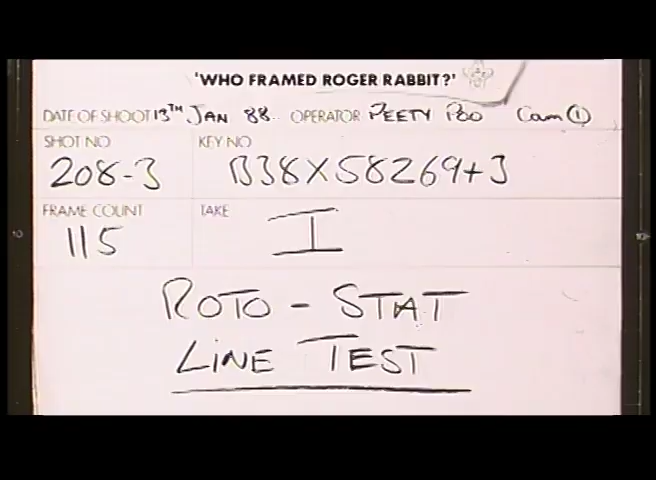 'WHO FRAMED ROGER RABBIT?'
DATE OF SHOOT 13TH JAN 88 OPERATOR PEETY POO Cam 1
SHOT NO KEY NO
208-3 B38X58269+3
FRAME COUNT TAKE
115 I
ROTO - STAT
LINE TEST